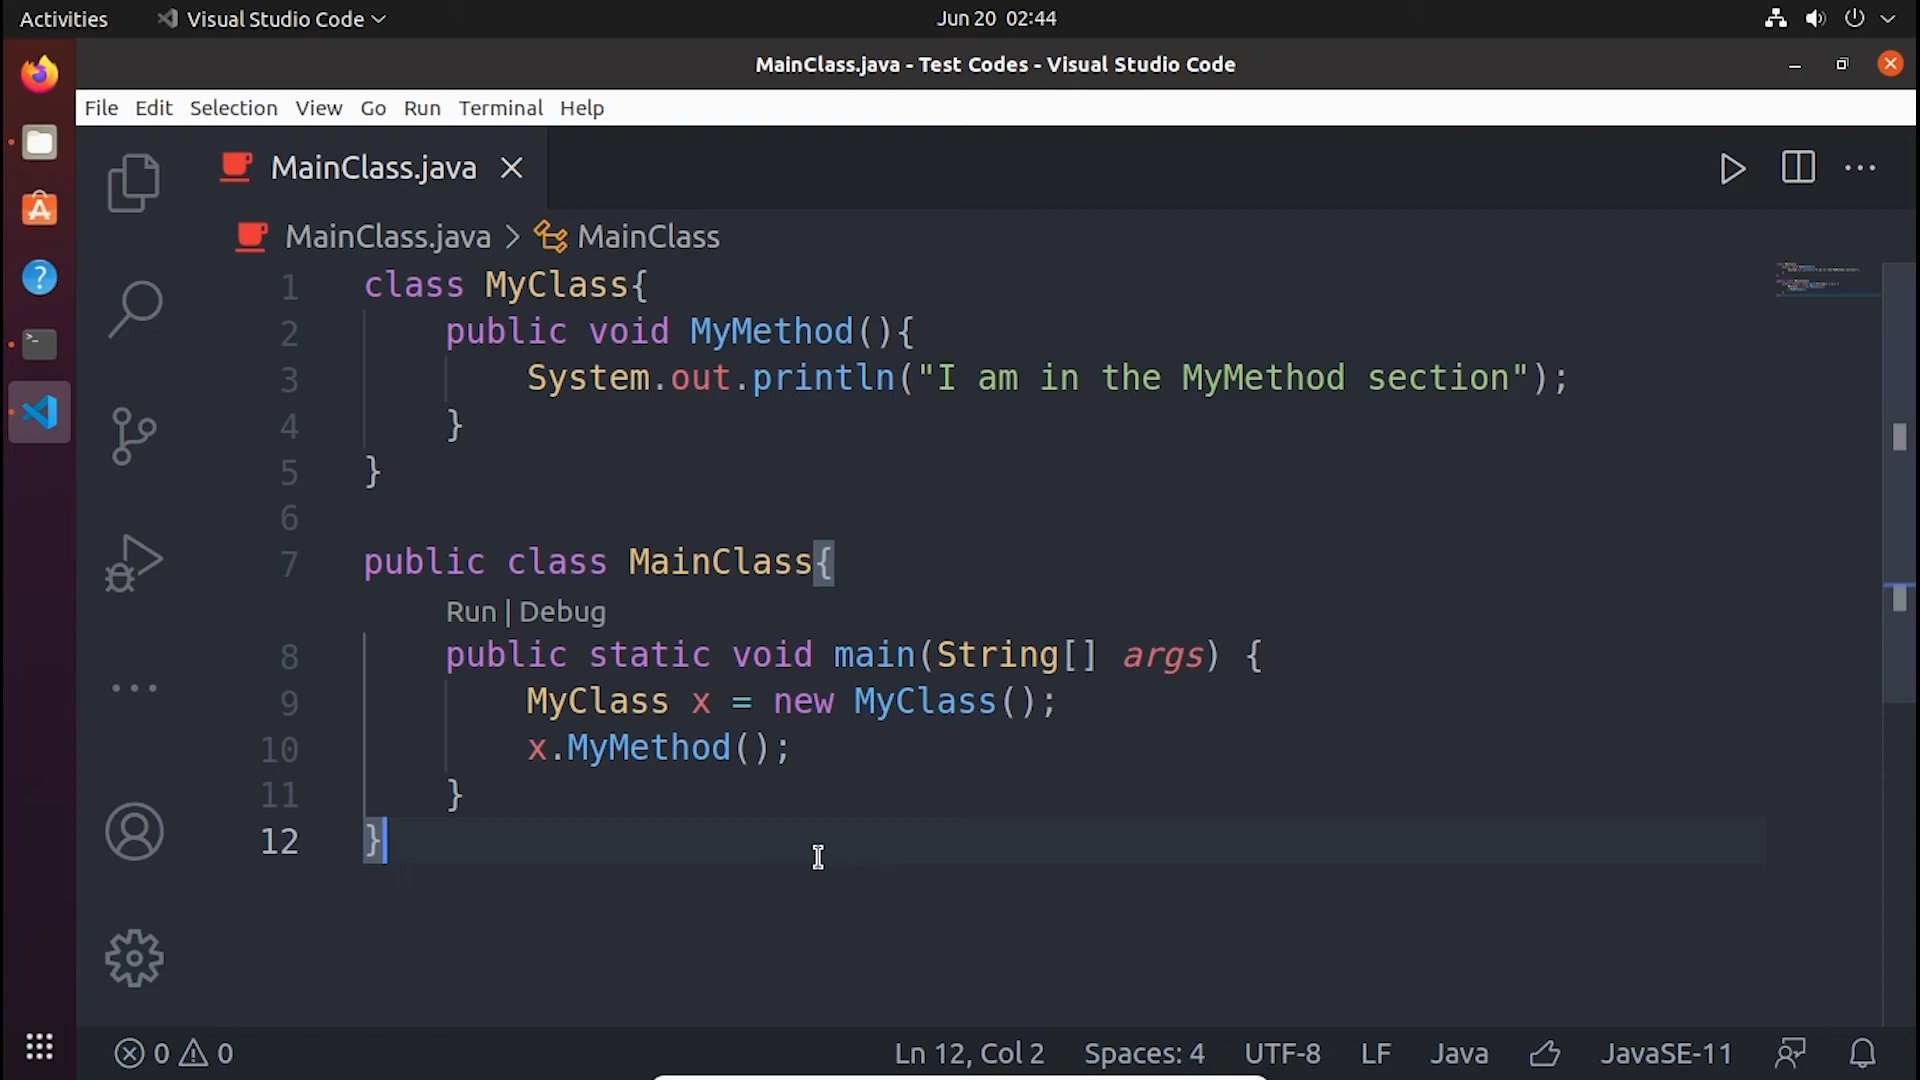 Activities Visual Studio Code Jun 20 02:44
MainClass.java - Test Codes - Visual Studio Code
File Edit Selection View Go Run Terminal Help
MainClass.java
MainClass.java > MainClass
1 class MyClass{
2 public void MyMethod(){
3 System.out.println("I am in the MyMethod section");
4 }
5 }
6
7 public class MainClass{
Run | Debug
8 public static void main(String[] args) {
9 MyClass x = new MyClass();
10 x.MyMethod();
11 }
12 }
0 0 Ln 12, Col 2 Spaces: 4 UTF-8 LF Java JavaSE-11